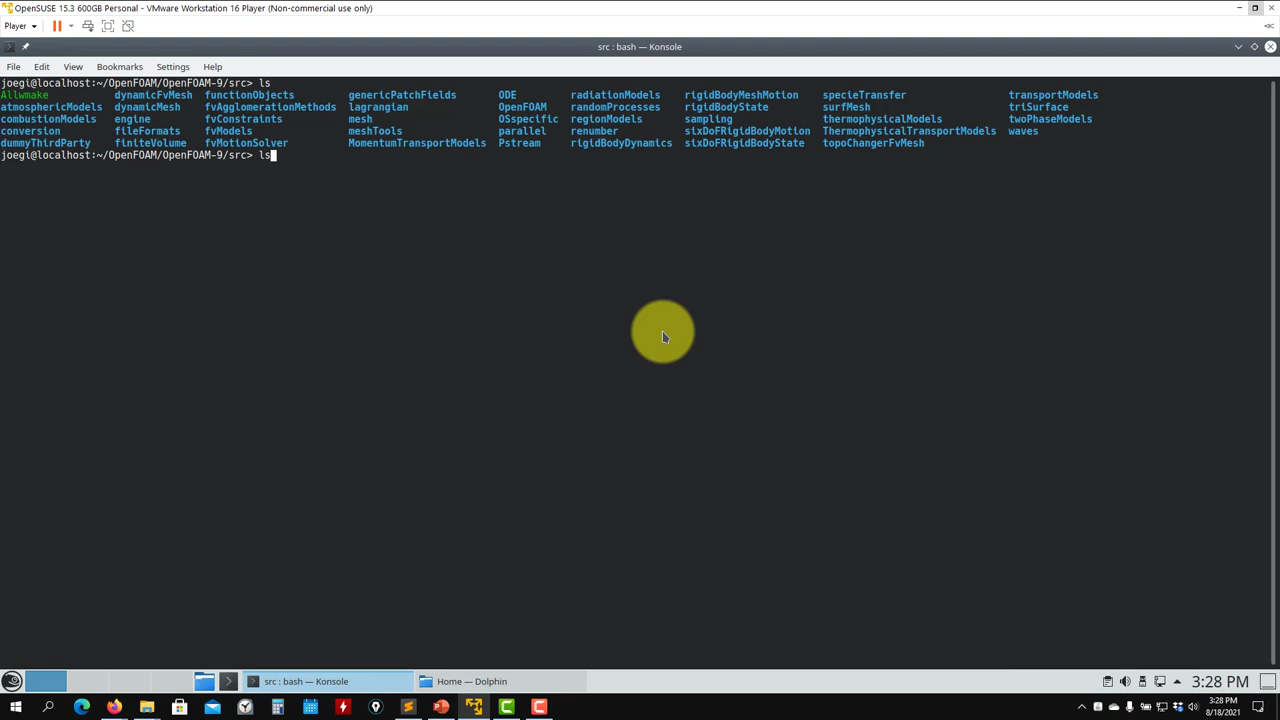 OpenSUSE 15.3 600GB Personal - VMware Workstation 16 Player (Non-commercial use only)
Player
src : bash — Konsole
File Edit View Bookmarks Settings Help
joegi@localhost:~/OpenFOAM/OpenFOAM-9/src> ls
Allwmake dynamicFvMesh functionObjects genericPatchFields ODE radiationModels rigidBodyMeshMotion specieTransfer transportModels
atmosphericModels dynamicMesh fvAgglomerationMethods lagrangian OpenFOAM randomProcesses rigidBodyState surfMesh triSurface
combustionModels engine fvConstraints mesh OSspecific regionModels sampling thermophysicalModels twoPhaseModels
conversion fileFormats fvModels meshTools parallel renumber sixDoFRigidBodyMotion ThermophysicalTransportModels waves
dummyThirdParty finiteVolume fvMotionSolver MomentumTransportModels Pstream rigidBodyDynamics sixDoFRigidBodyState topoChangerFvMesh
joegi@localhost:~/OpenFOAM/OpenFOAM-9/src> ls
src : bash — Konsole Home — Dolphin 3:28 PM
3:28 PM
8/18/2021